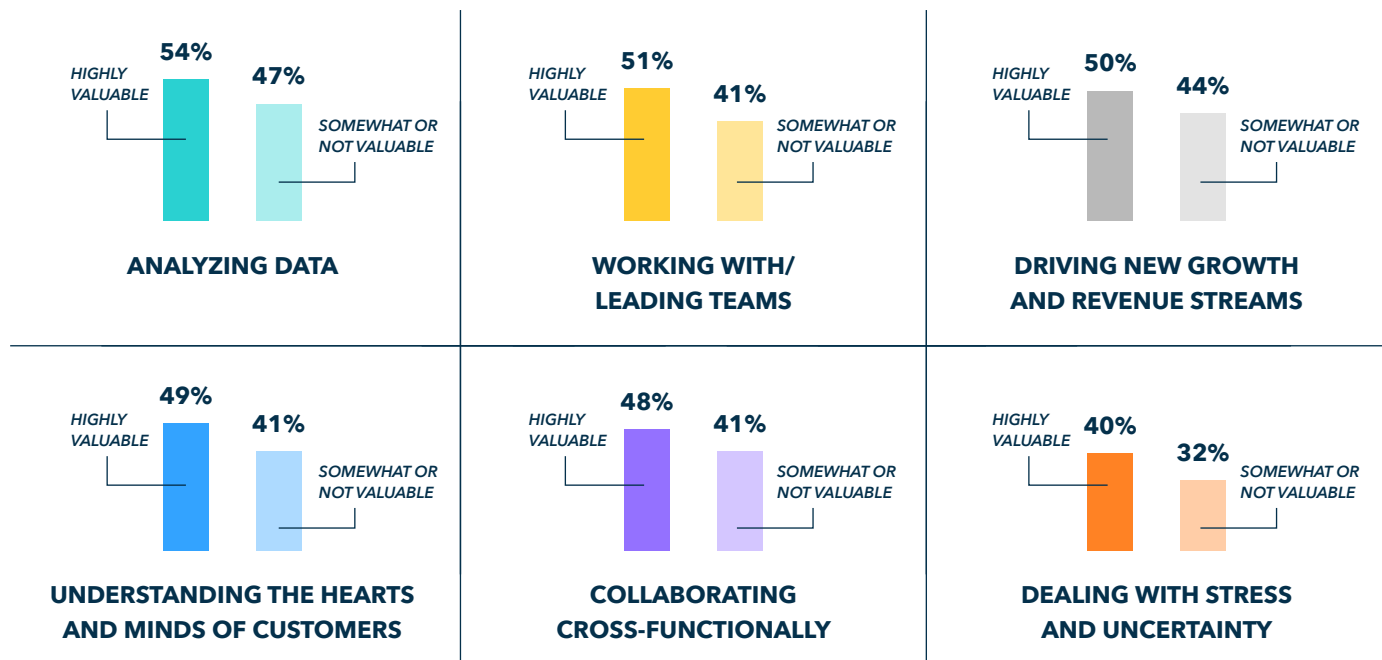 54%
HIGHLY
VALUABLE
47%
SOMEWHAT OR
NOT VALUABLE
ANALYZING DATA
51%
HIGHLY
VALUABLE
41%
SOMEWHAT OR
NOT VALUABLE
WORKING WITH/
LEADING TEAMS
50%
HIGHLY
VALUABLE
44%
SOMEWHAT OR
NOT VALUABLE
DRIVING NEW GROWTH
AND REVENUE STREAMS
49%
HIGHLY
VALUABLE
41%
SOMEWHAT OR
NOT VALUABLE
UNDERSTANDING THE HEARTS
AND MINDS OF CUSTOMERS
48%
HIGHLY
VALUABLE
41%
SOMEWHAT OR
NOT VALUABLE
COLLABORATING
CROSS-FUNCTIONALLY
HIGHLY
VALUABLE
40%
32%
SOMEWHAT OR
NOT VALUABLE
DEALING WITH STRESS
AND UNCERTAINTY